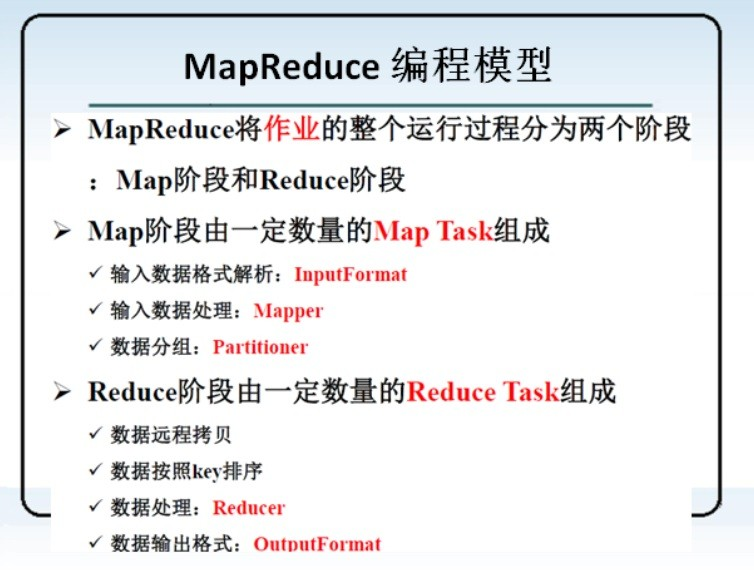 MapReduce 编程模型
➢ MapReduce将作业的整个运行过程分为两个阶段
：Map阶段和Reduce阶段
➢ Map阶段由一定数量的Map Task组成
✓ 输入数据格式解析：InputFormat
✓ 输入数据处理：Mapper
✓ 数据分组：Partitioner
➢ Reduce阶段由一定数量的Reduce Task组成
✓ 数据远程拷贝
✓ 数据按照key排序
✓ 数据处理：Reducer
✓ 数据输出格式：OutputFormat